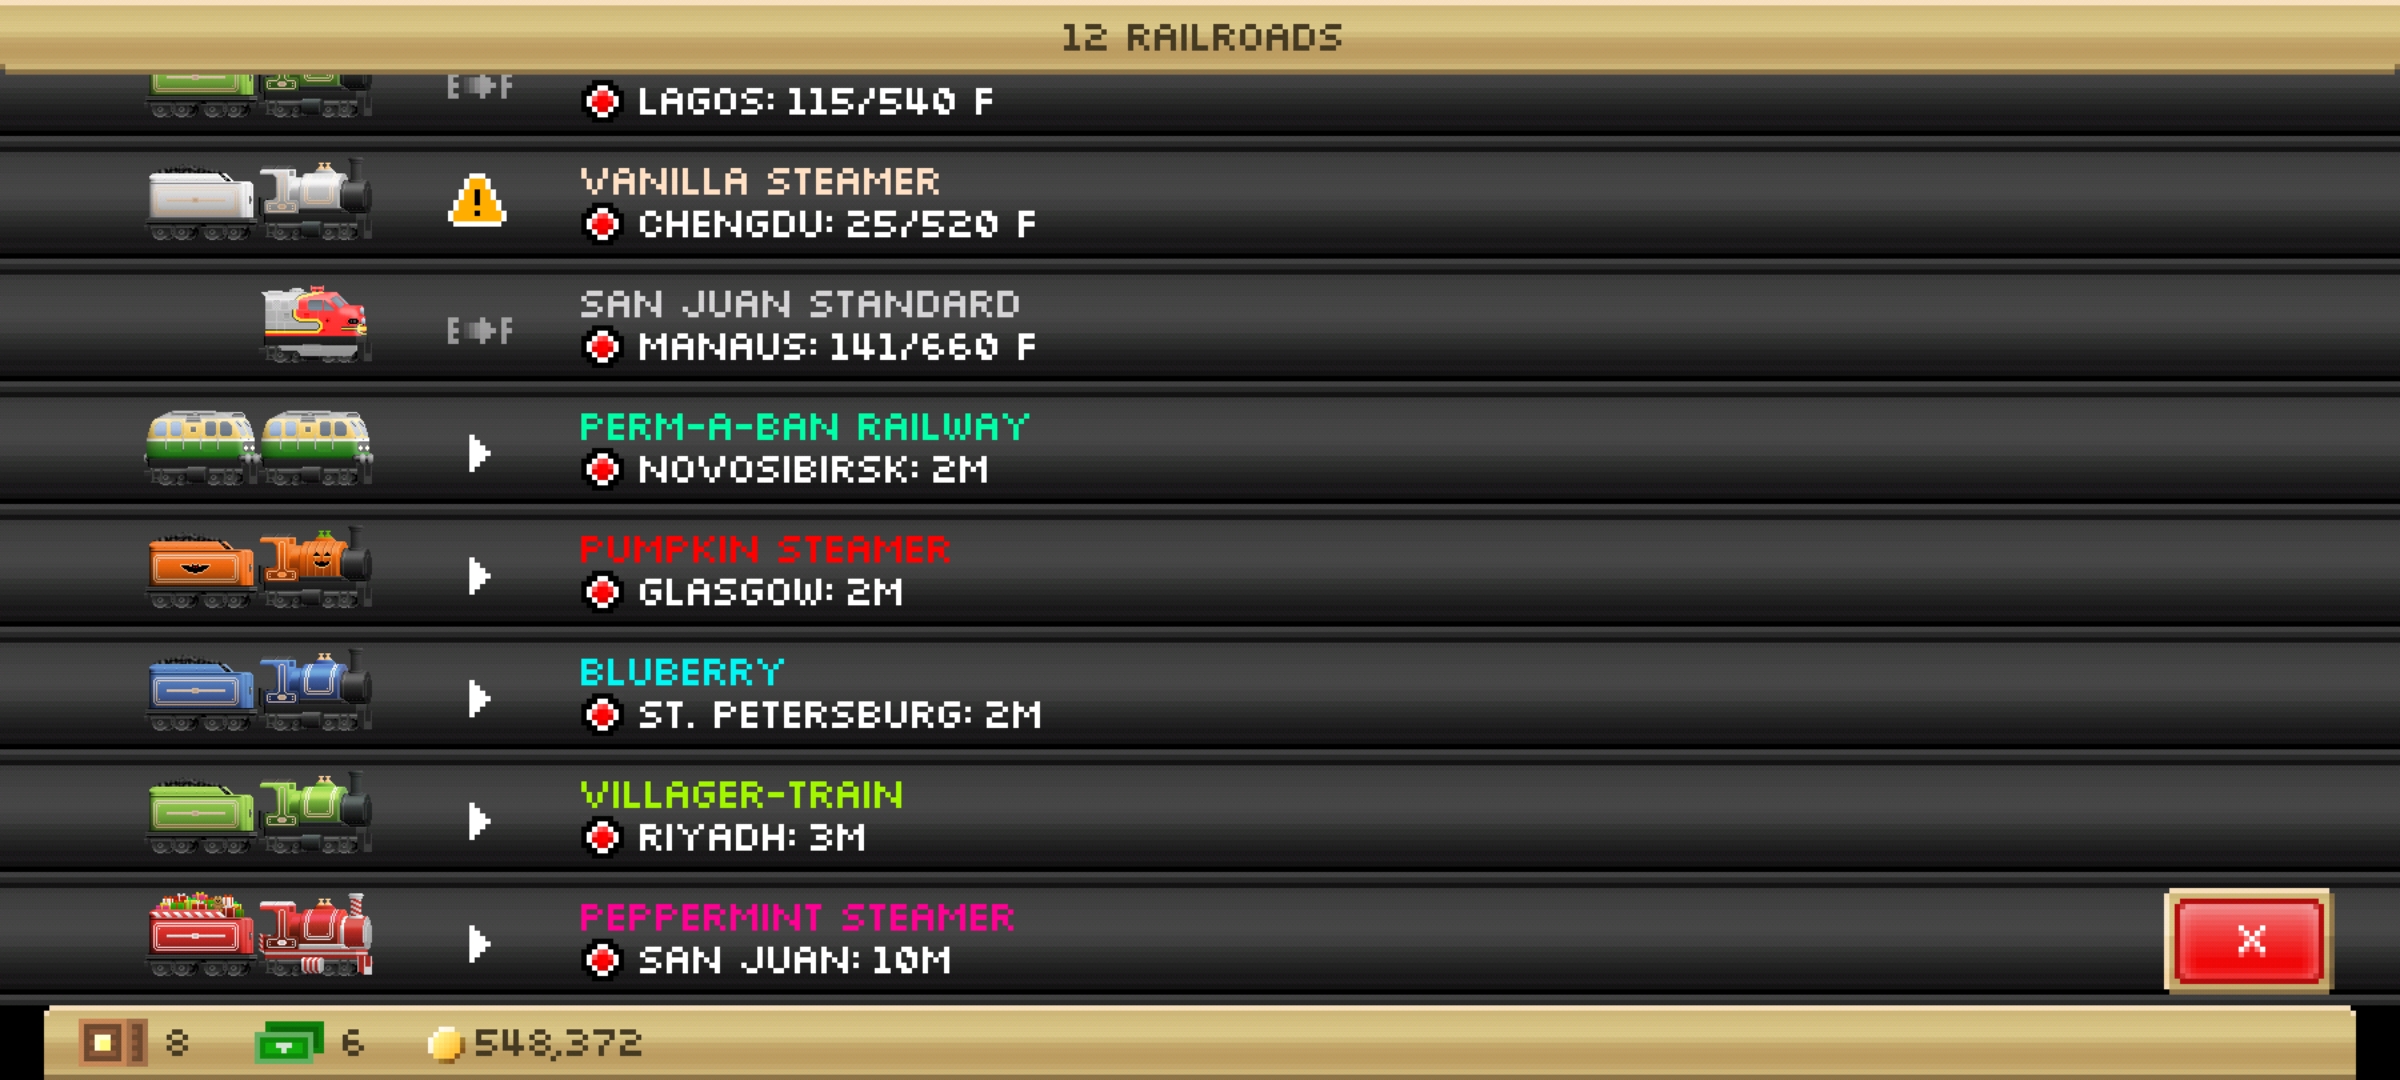 12 RAILROADS
E F
LAGOS: 115/540 F
VANILLA STEAMER
CHENGDU: 25/520 F
SAN JUAN STANDARD
E F
MANAUS: 141/660 F
PERM-A-BAN RAILWAY
NOVOSIBIRSK: 2M
PUMPKIN STEAMER
GLASGOW: 2M
BLUBERRY
ST. PETERSBURG: 2M
VILLAGER-TRAIN
RIYADH: 3M
PEPPERMINT STEAMER
SAN JUAN: 10M
X
8 6 548,372